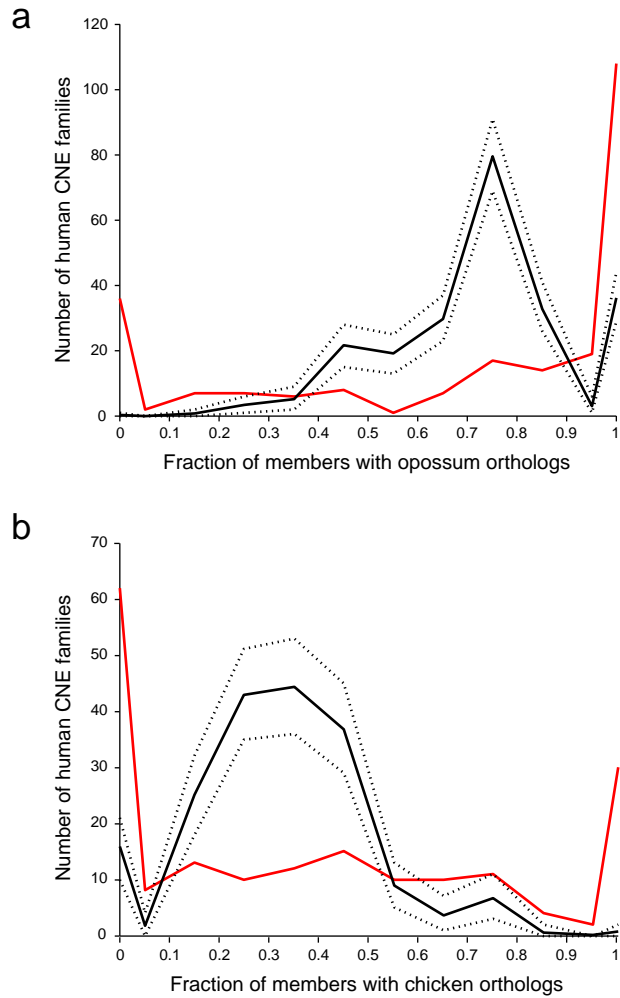 a
Number of human CNE families
120
100
80
60
40
20
0
0 0.1 0.2 0.3 0.4 0.5 0.6 0.7 0.8 0.9 1
Fraction of members with opossum orthologs
b
Number of human CNE families
70
60
50
40
30
20
10
0
0 0.1 0.2 0.3 0.4 0.5 0.6 0.7 0.8 0.9 1
Fraction of members with chicken orthologs